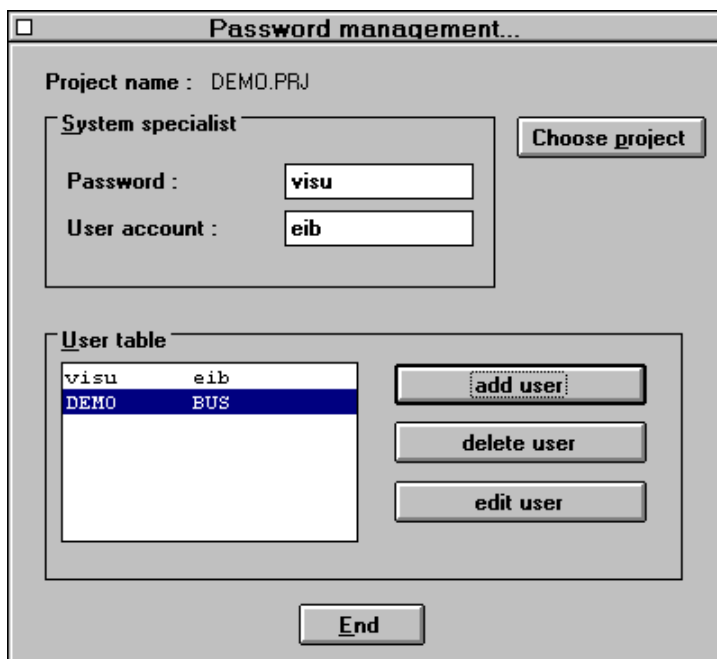 Password management...
Project name : DEMO.PRJ
System specialist
Choose project
Password : visu
User account : eib
User table
visu eib
DEMO BUS
add user
delete user
edit user
End